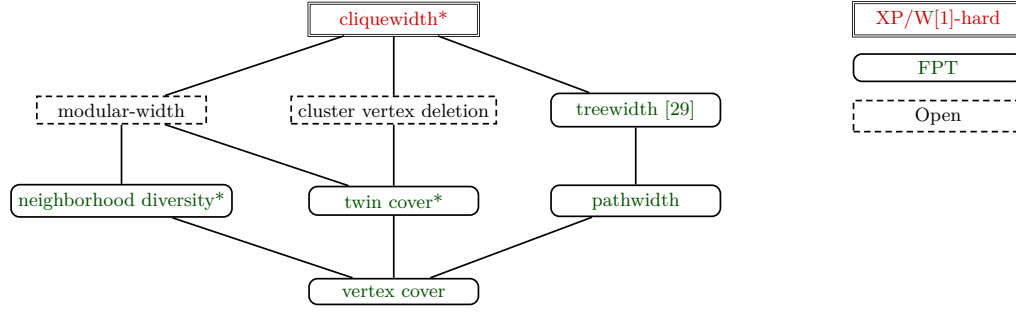 cliquewidth*
XP/W[1]-hard
FPT
modular-width
cluster vertex deletion
treewidth [29]
Open
neighborhood diversity*
twin cover*
pathwidth
vertex cover